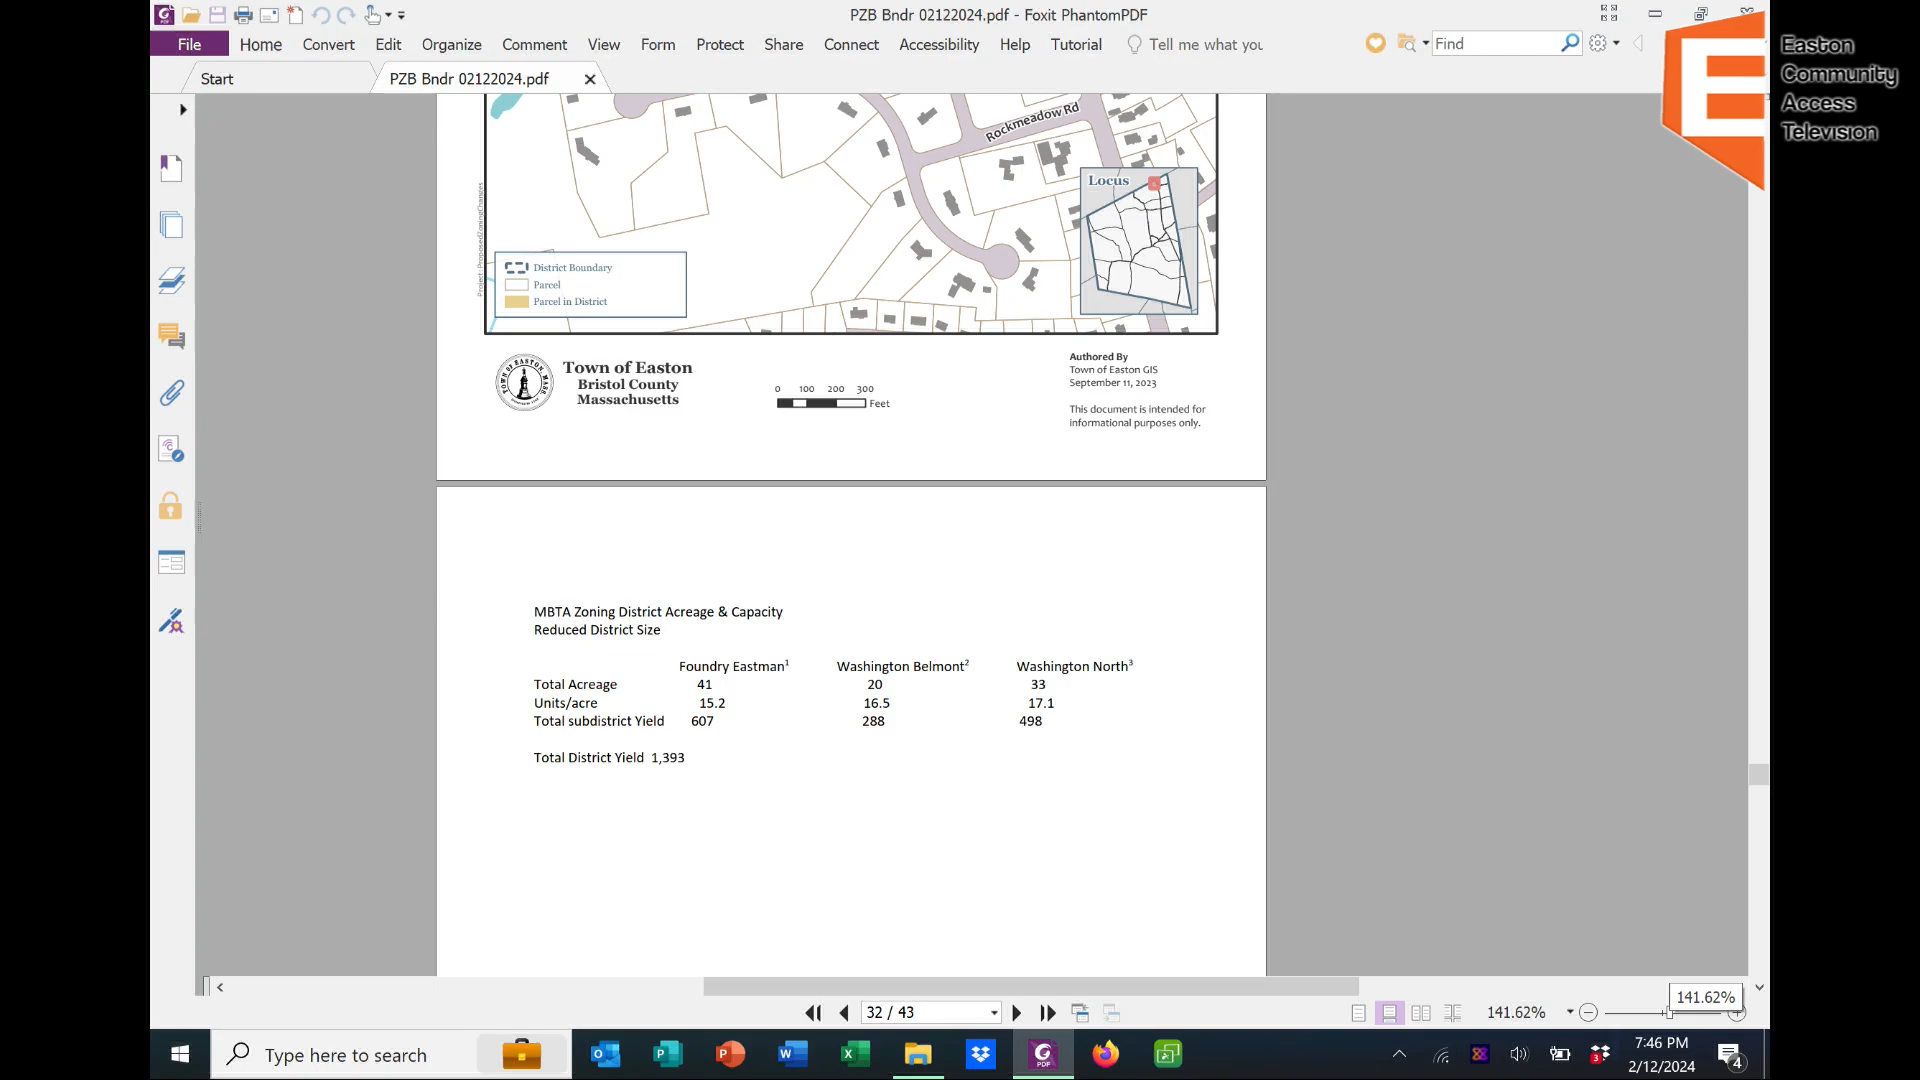 PZB Bndr 02122024.pdf - Foxit PhantomPDF
File Home Convert Edit Organize Comment View Form Protect Share Connect Accessibility Help Tutorial Tell me what you Find
Start PZB Bndr 02122024.pdf
Easton
Community
Access
Television
Rockmeadow Rd
Locus
Project: ProposedZoningChanges
District Boundary
Parcel
Parcel in District
Town of Easton
Bristol County
Massachusetts
0 100 200 300
Feet
Authored By
Town of Easton GIS
September 11, 2023
This document is intended for
informational purposes only.
MBTA Zoning District Acreage & Capacity
Reduced District Size
Foundry Eastman¹ Washington Belmont² Washington North³
Total Acreage 41 20 33
Units/acre 15.2 16.5 17.1
Total subdistrict Yield 607 288 498
Total District Yield 1,393
141.62%
32 / 43
141.62%
Type here to search
7:46 PM
2/12/2024
3
4